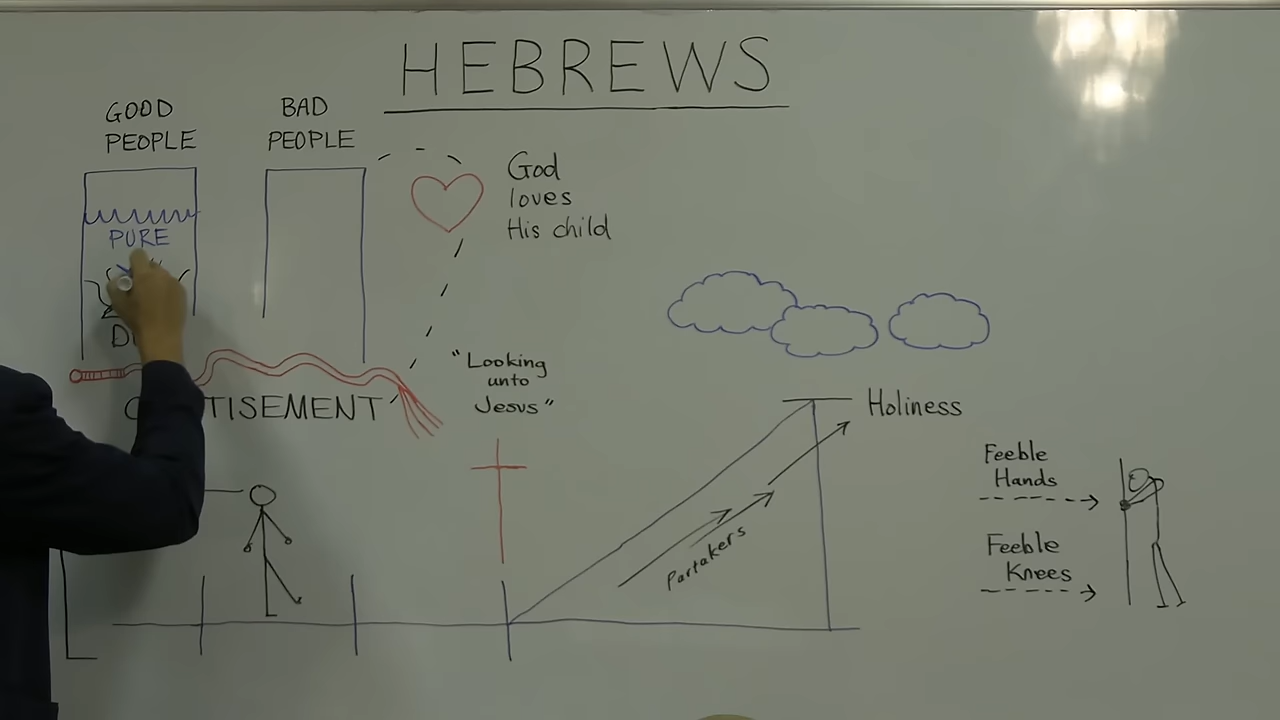 HEBREWS
GOOD
PEOPLE
BAD
PEOPLE
PURE
God
loves
His child
"Looking
unto
Jesus"
Holiness
Partakers
Feeble
Hands
Feeble
Knees